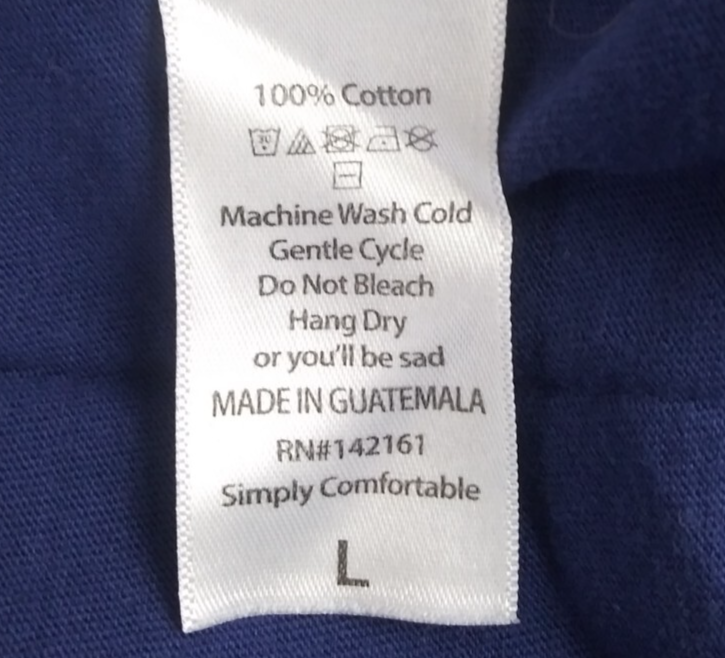 100% Cotton
30
Machine Wash Cold
Gentle Cycle
Do Not Bleach
Hang Dry
or you'll be sad
MADE IN GUATEMALA
RN#142161
Simply Comfortable
L